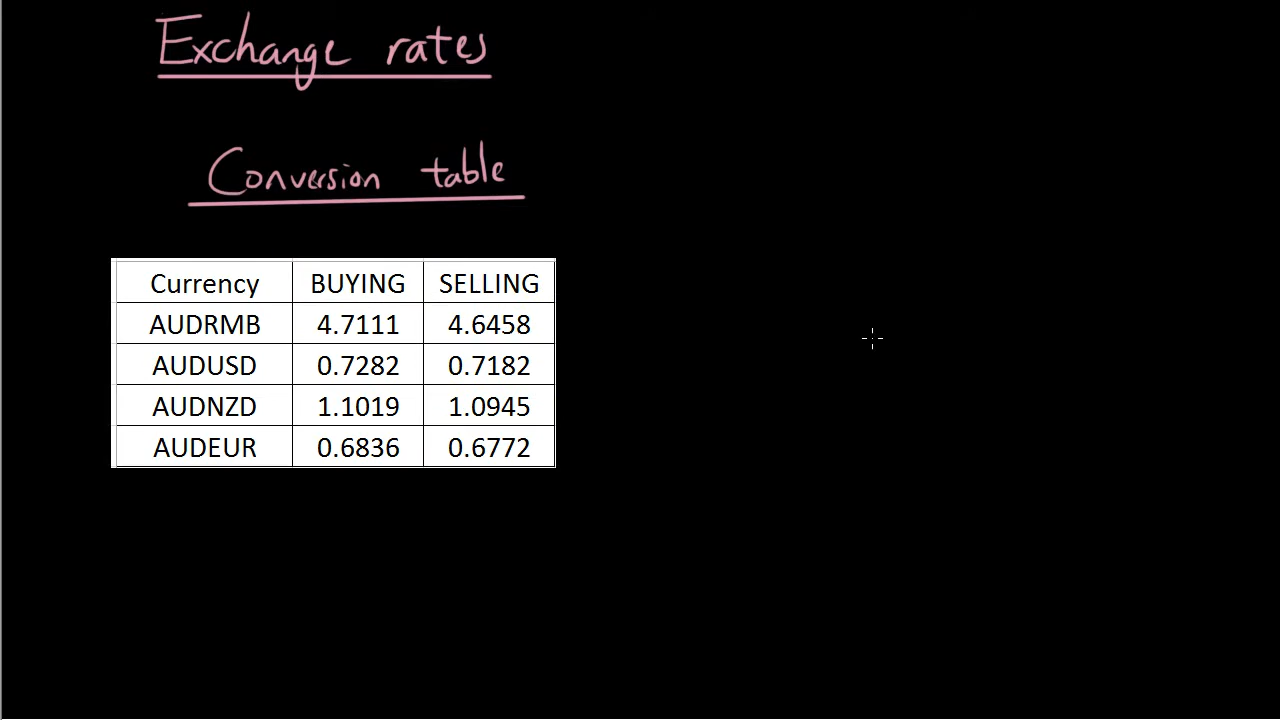 Exchange rates
Conversion table
Currency BUYING SELLING
AUDRMB 4.7111 4.6458
AUDUSD 0.7282 0.7182
AUDNZD 1.1019 1.0945
AUDEUR 0.6836 0.6772